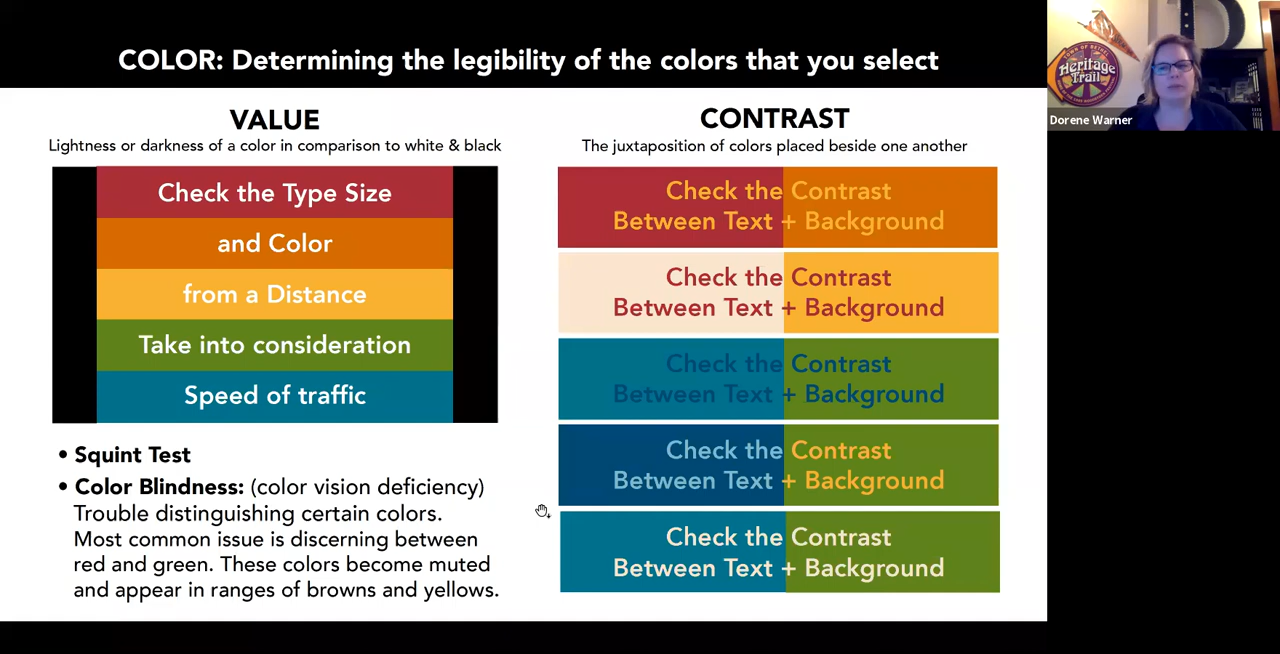 COLOR: Determining the legibility of the colors that you select
VALUE
Lightness or darkness of a color in comparison to white & black
Check the Type Size
and Color
from a Distance
Take into consideration
Speed of traffic
• Squint Test
• Color Blindness: (color vision deficiency)
Trouble distinguishing certain colors.
Most common issue is discerning between
red and green. These colors become muted
and appear in ranges of browns and yellows.
CONTRAST
The juxtaposition of colors placed beside one another
Check the Contrast
Between Text + Background
Check the Contrast
Between Text + Background
Check the Contrast
Between Text + Background
Check the Contrast
Between Text + Background
Check the Contrast
Between Text + Background
TOWN OF BETHEL
Heritage
Trail
Dorene Warner